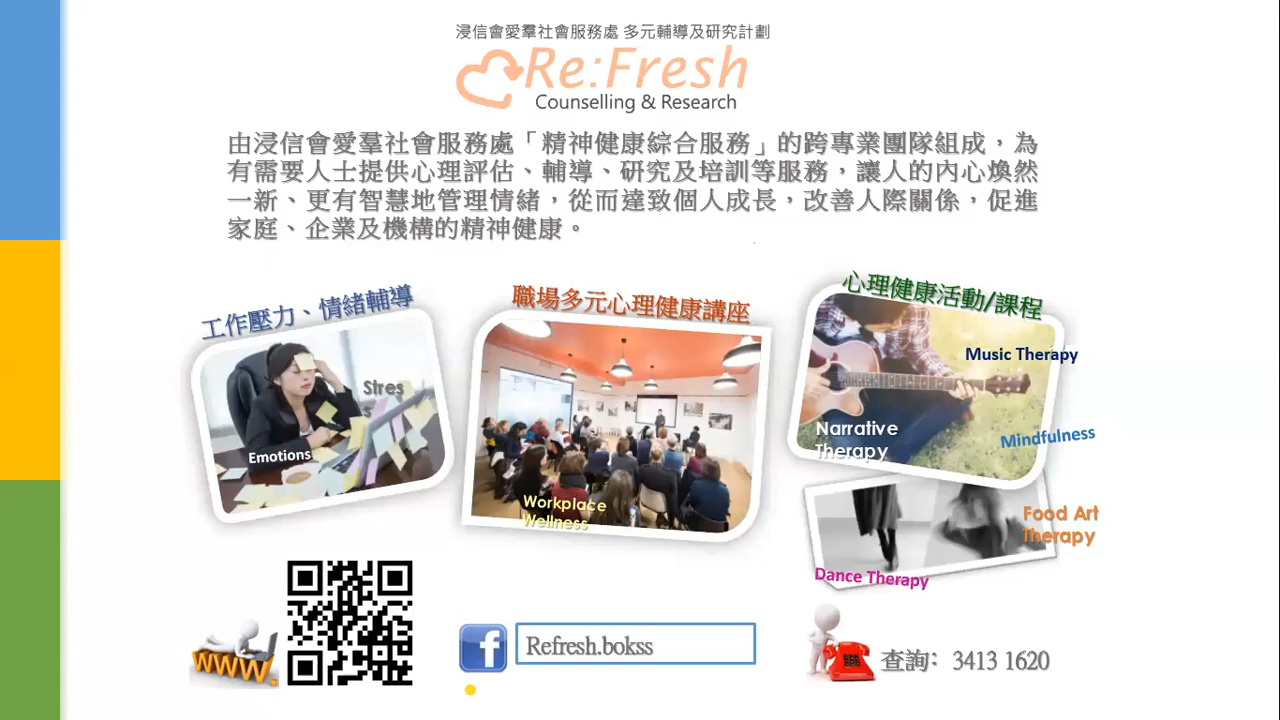 浸信會愛羣社會服務處 多元輔導及研究計劃
Re:Fresh
Counselling & Research
由浸信會愛羣社會服務處「精神健康綜合服務」的跨專業團隊組成，為
有需要人士提供心理評估、輔導、研究及培訓等服務，讓人的內心煥然
一新、更有智慧地管理情緒，從而達致個人成長，改善人際關係，促進
家庭、企業及機構的精神健康。
工作壓力、情緒輔導
Stres
s
Emotions
職場多元心理健康講座
Workplace
Wellness
心理健康活動/課程
Music Therapy
Narrative
Therapy
Mindfulness
Food Art
Therapy
Dance Therapy
www.
f
Refresh.bokss
查詢：3413 1620